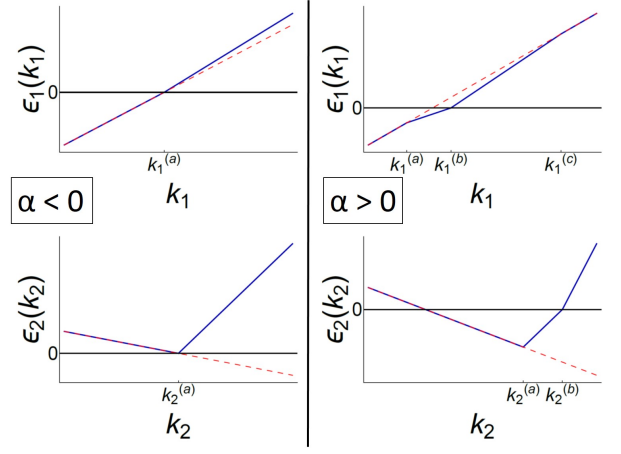 ϵ₁(k₁)
0
k₁⁽ᵃ⁾
k₁
α < 0
ϵ₁(k₁)
0
k₁⁽ᵃ⁾ k₁⁽ᵇ⁾ k₁⁽ᶜ⁾
k₁
α > 0
ϵ₂(k₂)
0
k₂⁽ᵃ⁾
k₂
ϵ₂(k₂)
0
k₂⁽ᵃ⁾ k₂⁽ᵇ⁾
k₂